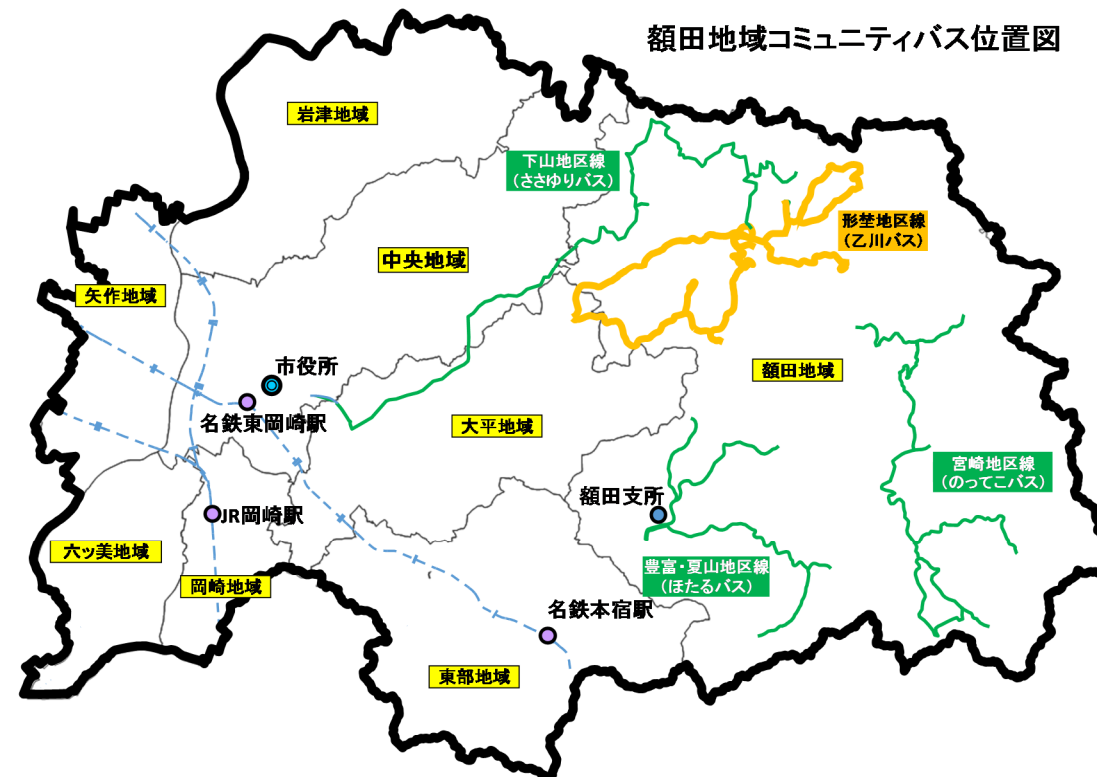 額田地域コミュニティバス位置図
岩津地域
下山地区線
(ささゆりバス)
形埜地区線
(乙川バス)
中央地域
矢作地域
市役所
額田地域
名鉄東岡崎駅
大平地域
宮崎地区線
(のってこバス)
額田支所
JR岡崎駅
六ッ美地域
豊富・夏山地区線
(ほたるバス)
岡崎地域
名鉄本宿駅
東部地域